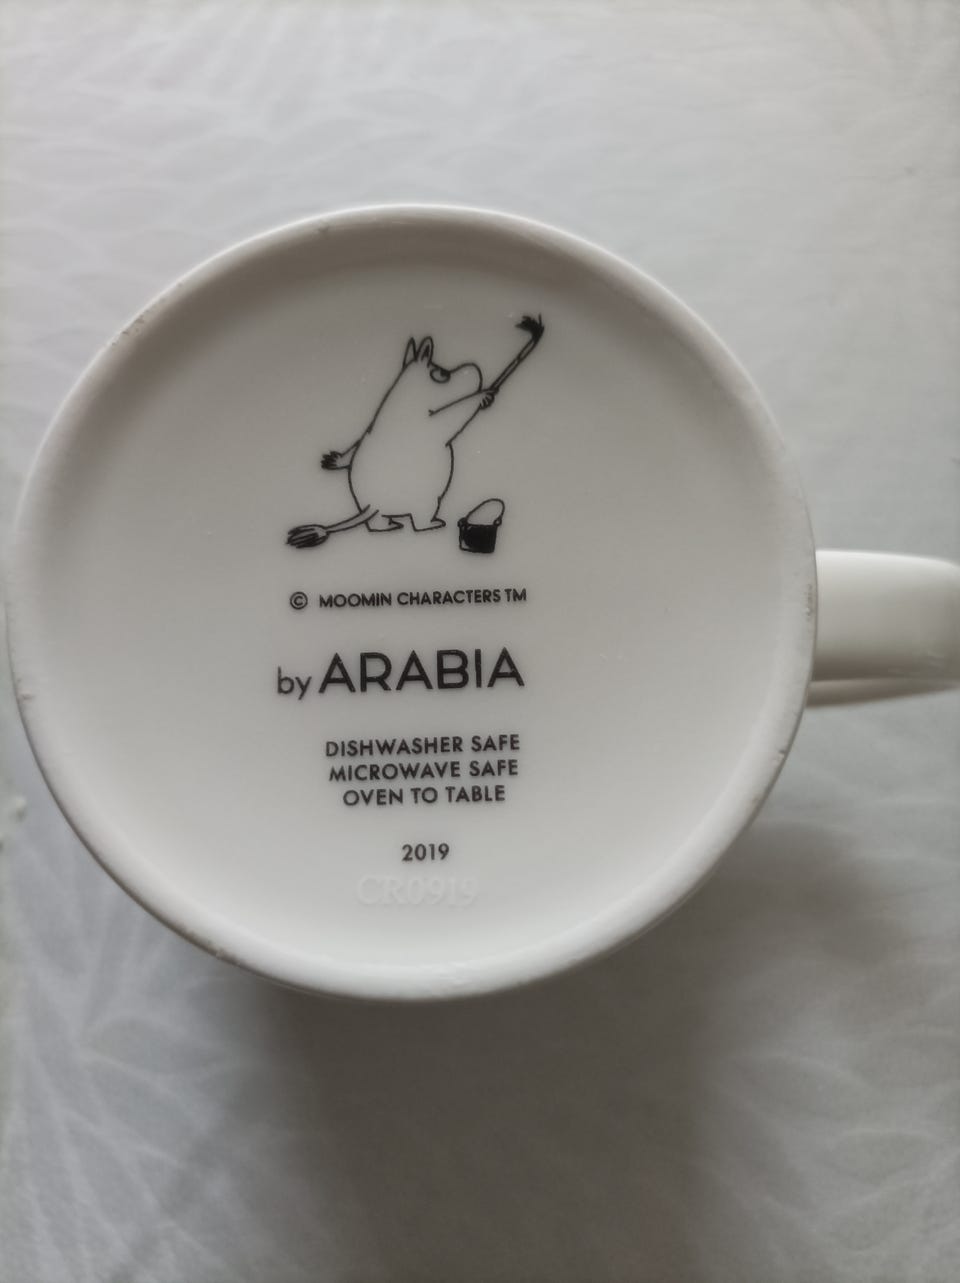 © MOOMIN CHARACTERS TM
by ARABIA
DISHWASHER SAFE
MICROWAVE SAFE
OVEN TO TABLE
2019
CR0919